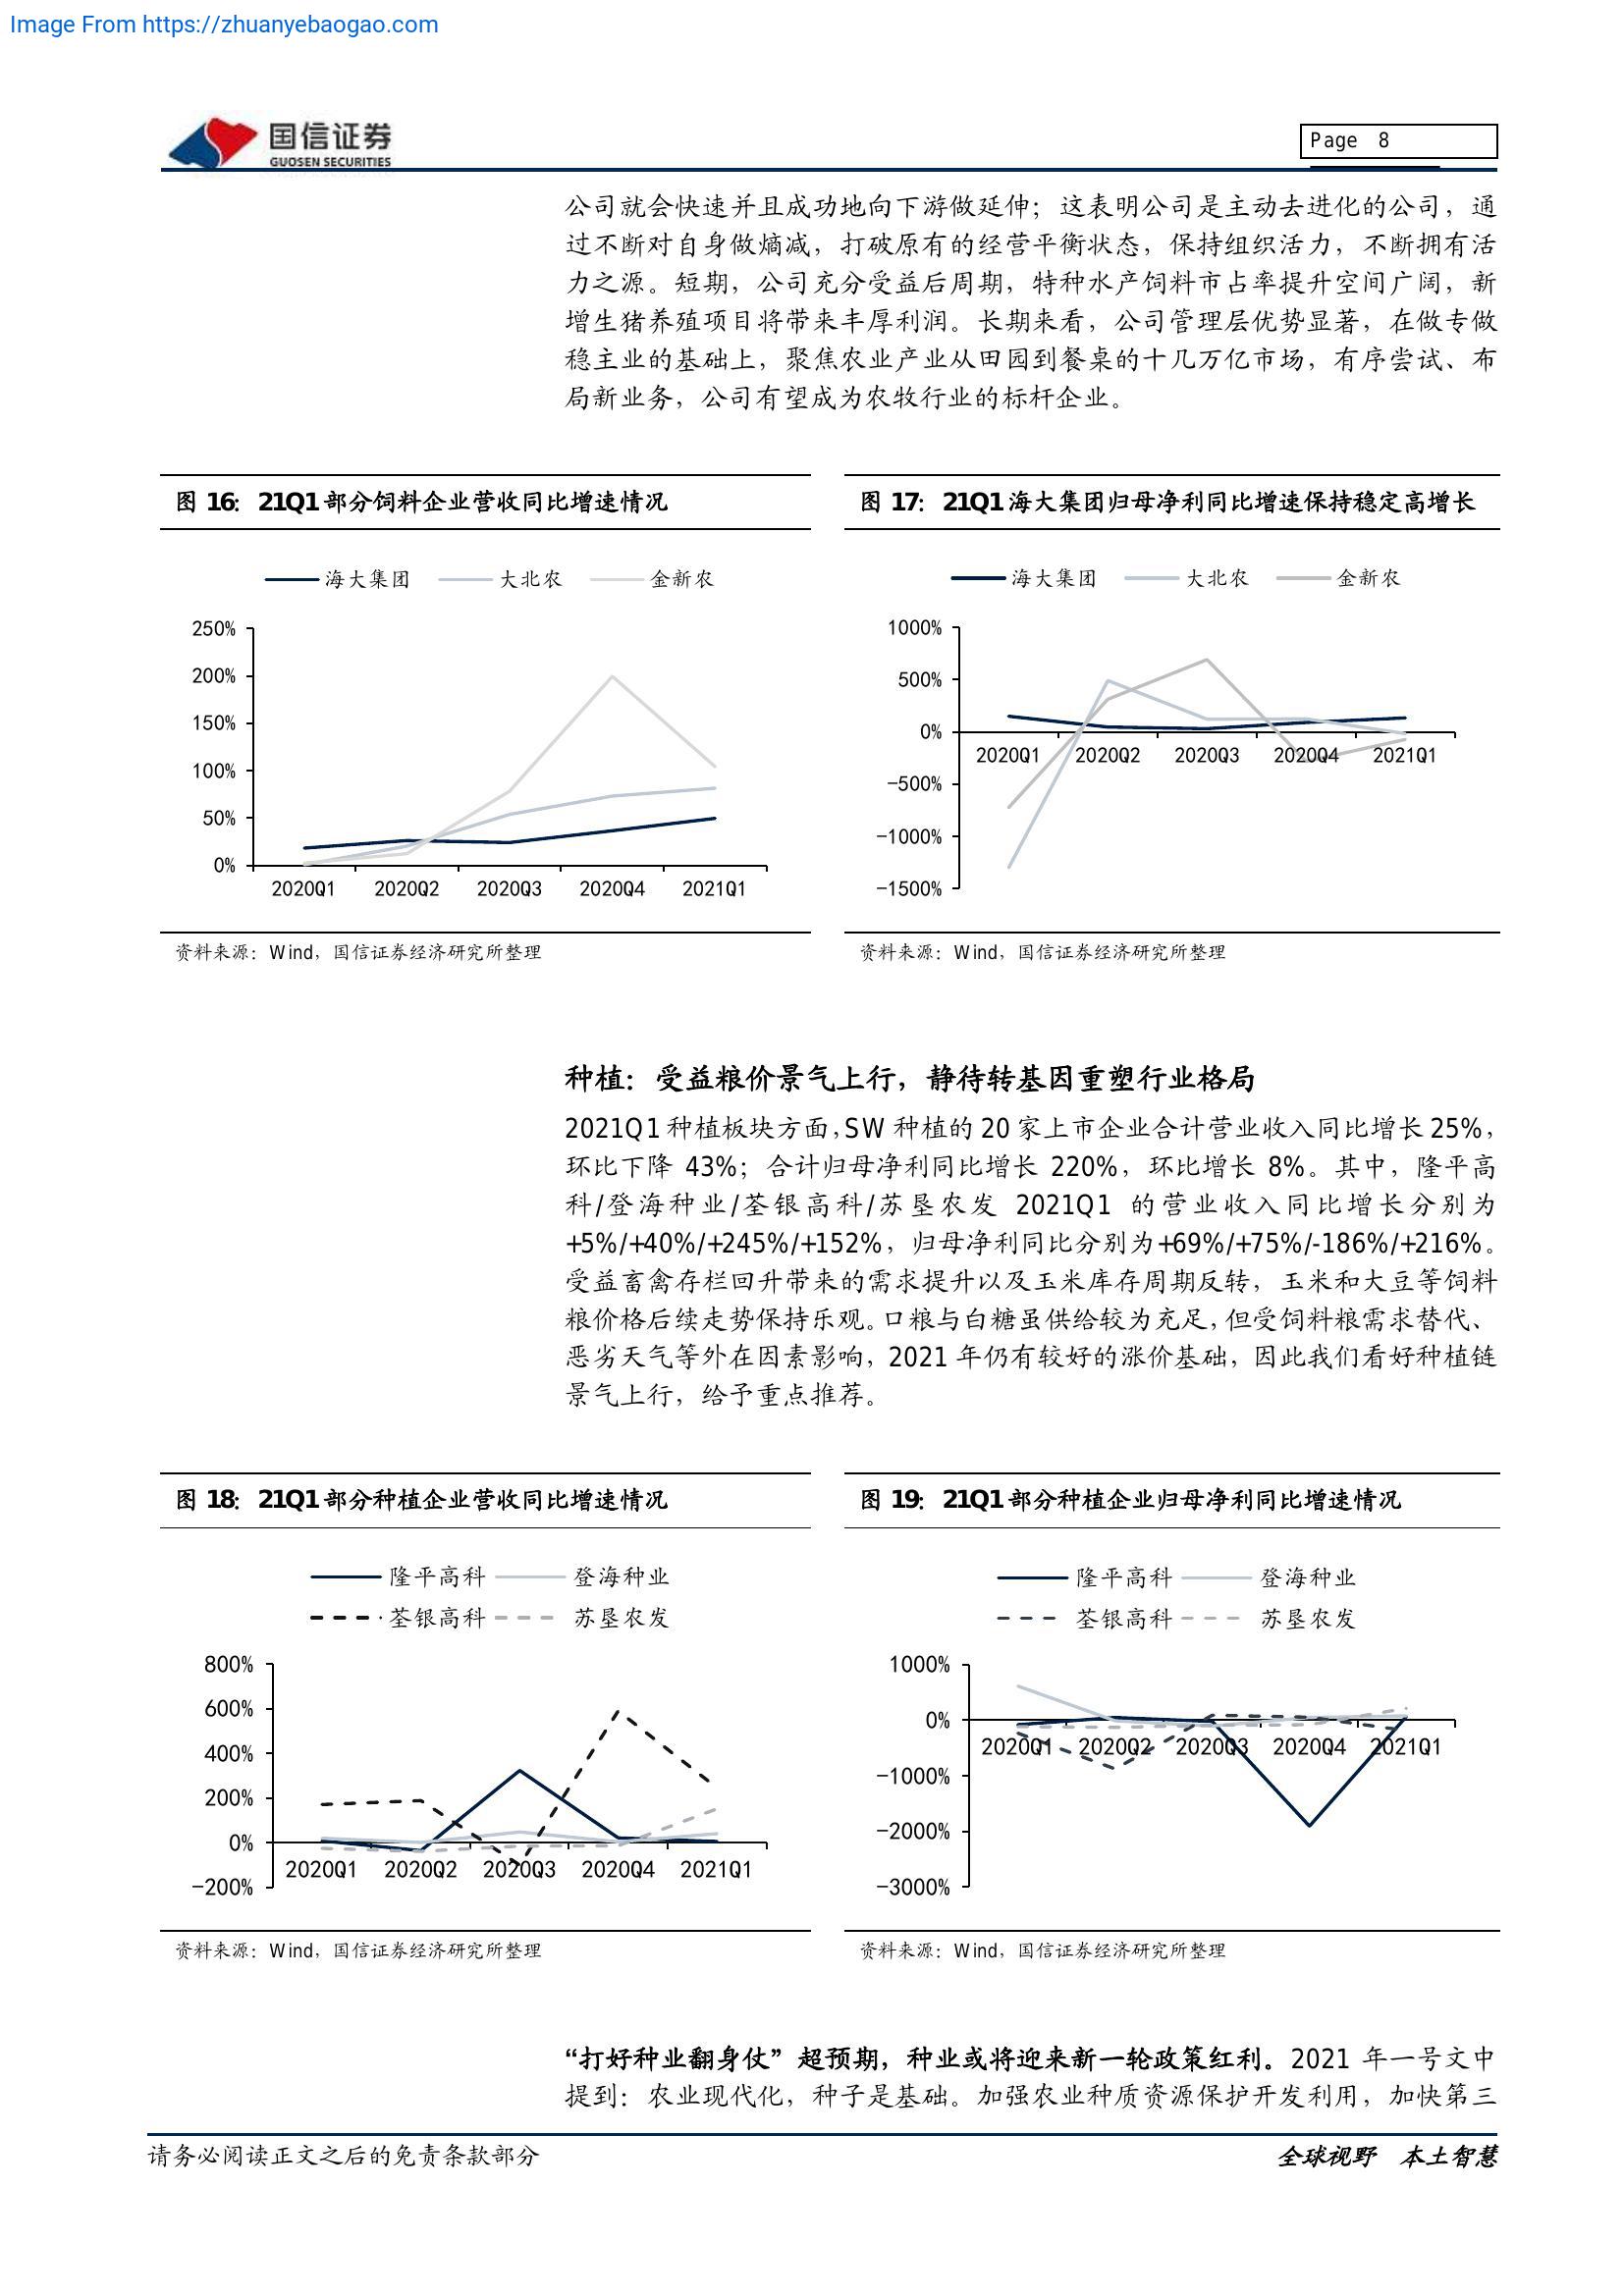 Image From https://zhuanyebaogao.com
国信证券
GUOSEN SECURITIES
Page 8
公司就会快速并且成功地向下游做延伸；这表明公司是主动去进化的公司，通
过不断对自身做熵减，打破原有的经营平衡状态，保持组织活力，不断拥有活
力之源。短期，公司充分受益后周期，特种水产饲料市占率提升空间广阔，新
增生猪养殖项目将带来丰厚利润。长期来看，公司管理层优势显著，在做专做
稳主业的基础上，聚焦农业产业从田园到餐桌的十几万亿市场，有序尝试、布
局新业务，公司有望成为农牧行业的标杆企业。
图 16：21Q1 部分饲料企业营收同比增速情况
海大集团 大北农 金新农
250%
200%
150%
100%
50%
0%
2020Q1 2020Q2 2020Q3 2020Q4 2021Q1
资料来源：Wind，国信证券经济研究所整理
图 17：21Q1 海大集团归母净利同比增速保持稳定高增长
海大集团 大北农 金新农
1000%
500%
0%
-500%
-1000%
-1500%
2020Q1 2020Q2 2020Q3 2020Q4 2021Q1
资料来源：Wind，国信证券经济研究所整理
种植：受益粮价景气上行，静待转基因重塑行业格局
2021Q1 种植板块方面，SW 种植的 20 家上市企业合计营业收入同比增长 25%，
环比下降 43%；合计归母净利同比增长 220%，环比增长 8%。其中，隆平高
科/登海种业/荃银高科/苏垦农发 2021Q1 的营业收入同比增长分别为
+5%/+40%/+245%/+152%，归母净利同比分别为+69%/+75%/-186%/+216%。
受益畜禽存栏回升带来的需求提升以及玉米库存周期反转，玉米和大豆等饲料
粮价格后续走势保持乐观。口粮与白糖虽供给较为充足，但受饲料粮需求替代、
恶劣天气等外在因素影响，2021 年仍有较好的涨价基础，因此我们看好种植链
景气上行，给予重点推荐。
图 18：21Q1 部分种植企业营收同比增速情况
隆平高科 登海种业
荃银高科 苏垦农发
800%
600%
400%
200%
0%
-200%
2020Q1 2020Q2 2020Q3 2020Q4 2021Q1
资料来源：Wind，国信证券经济研究所整理
图 19：21Q1 部分种植企业归母净利同比增速情况
隆平高科 登海种业
荃银高科 苏垦农发
1000%
0%
-1000%
-2000%
-3000%
2020Q1 2020Q2 2020Q3 2020Q4 2021Q1
资料来源：Wind，国信证券经济研究所整理
“打好种业翻身仗”超预期，种业或将迎来新一轮政策红利。2021 年一号文中
提到：农业现代化，种子是基础。加强农业种质资源保护开发利用，加快第三
请务必阅读正文之后的免责条款部分
全球视野 本土智慧